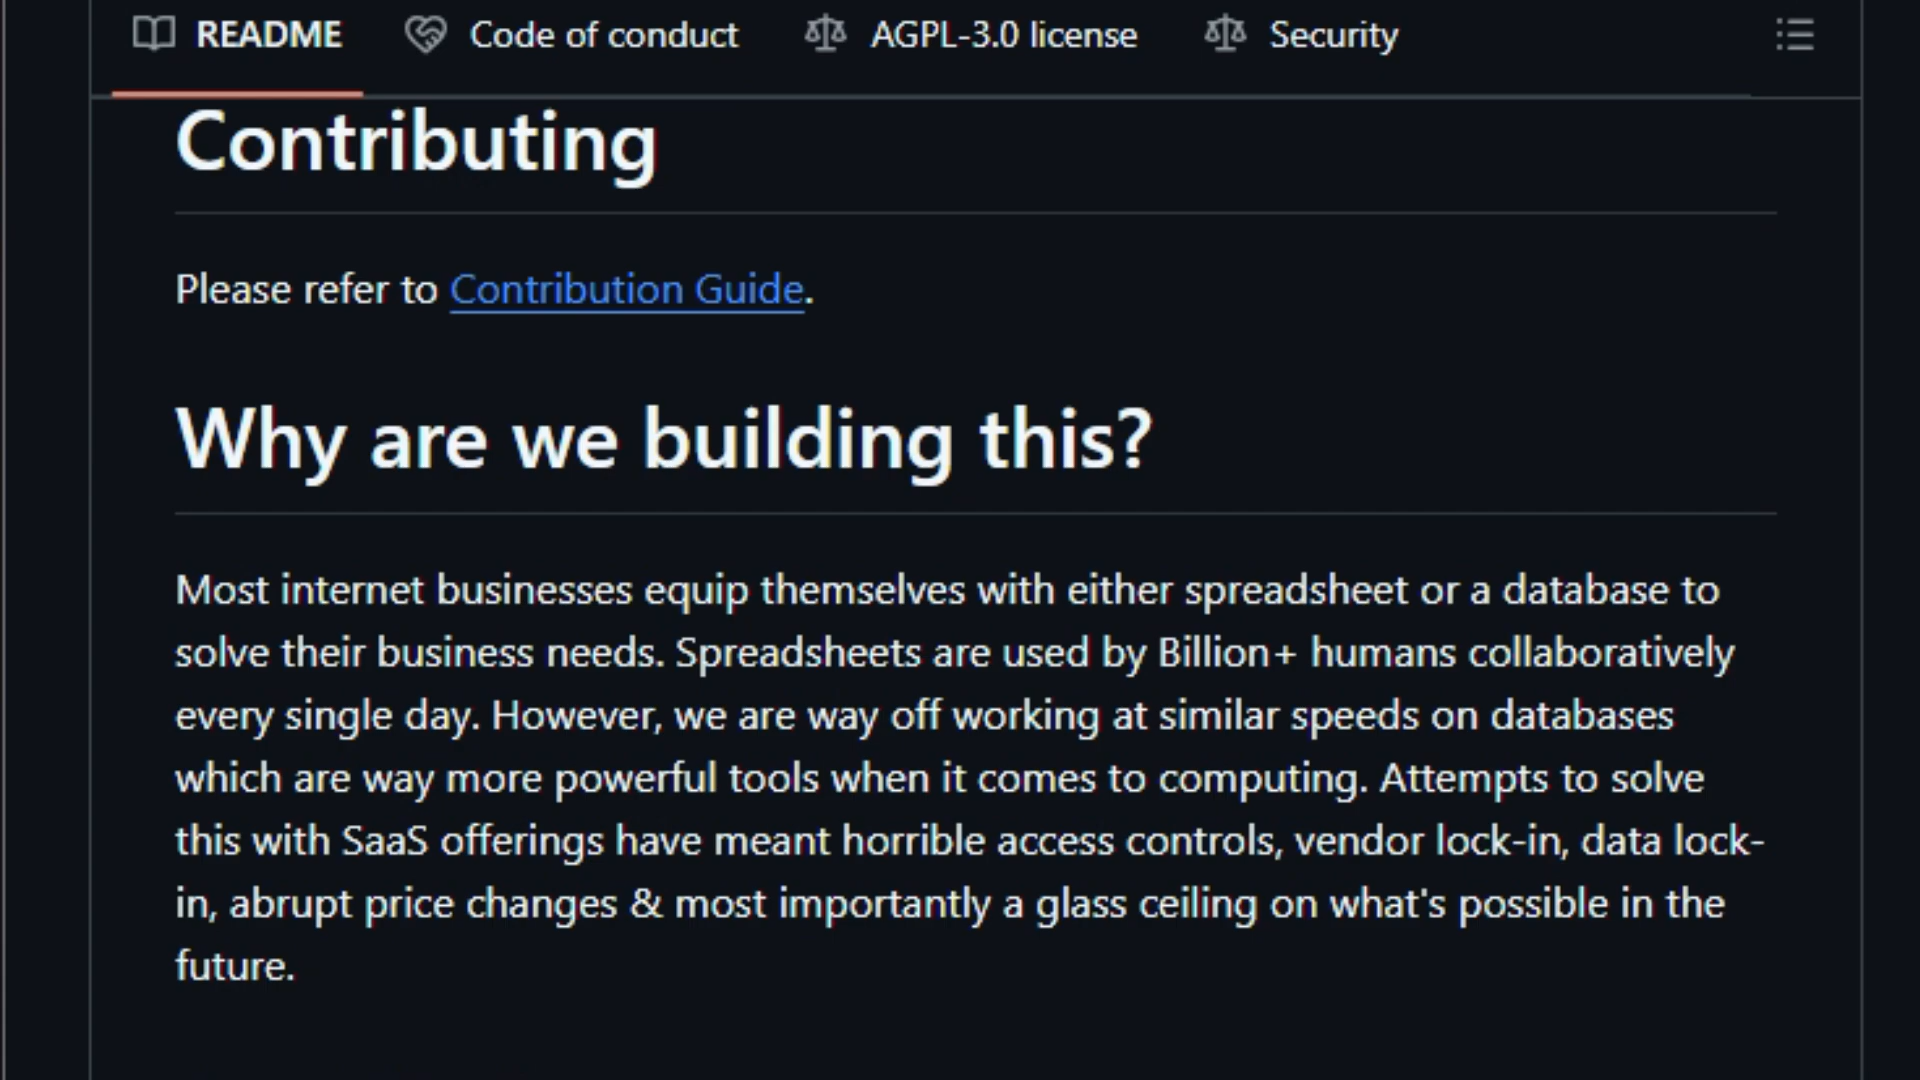 README Code of conduct AGPL-3.0 license Security
Contributing
Please refer to Contribution Guide.
Why are we building this?
Most internet businesses equip themselves with either spreadsheet or a database to
solve their business needs. Spreadsheets are used by Billion+ humans collaboratively
every single day. However, we are way off working at similar speeds on databases
which are way more powerful tools when it comes to computing. Attempts to solve
this with SaaS offerings have meant horrible access controls, vendor lock-in, data lock-
in, abrupt price changes & most importantly a glass ceiling on what's possible in the
future.